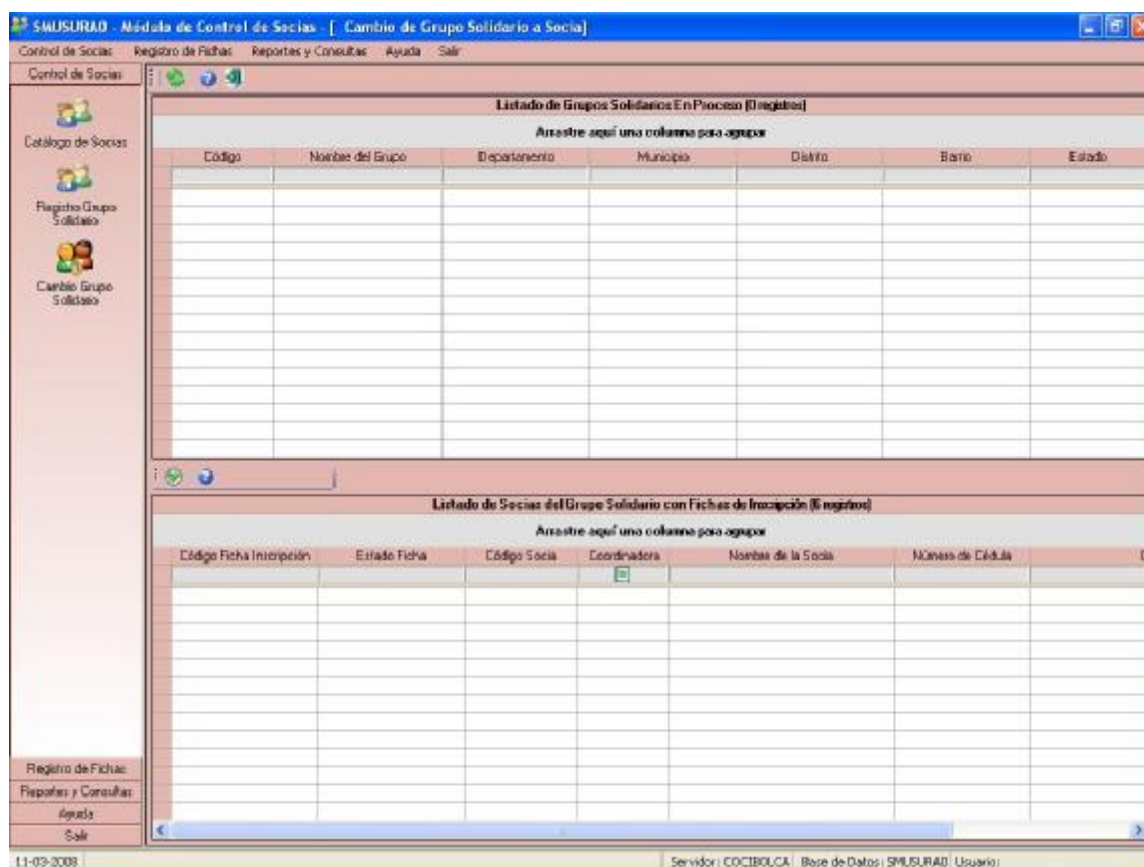 SMUSURA0 - Módulo de Control de Socias - [ Cambio de Grupo Solidario a Socia]
Control de Socias Registro de Fichas Reportes y Consultas Ayuda Salir
Control de Socias
Catálogo de Socias
Registro Grupo
Solidario
Cambio Grupo
Solidario
Listado de Grupos Solidarios En Proceso (0 registros)
Arrastre aquí una columna para agrupar
Código Nombre del Grupo Departamento Municipio Distrito Barrio Estado
Listado de Socias del Grupo Solidario con Fichas de Inscripción (6 registros)
Arrastre aquí una columna para agrupar
Código Ficha Inscripción Estado Ficha Código Socia Coordinadora Nombre de la Socia Número de Cédula
Registro de Fichas
Reportes y Consultas
Ayuda
Salir
11-03-2008 Servidor: COCIBOLCA Base de Datos: SMUSURA0 Usuario: